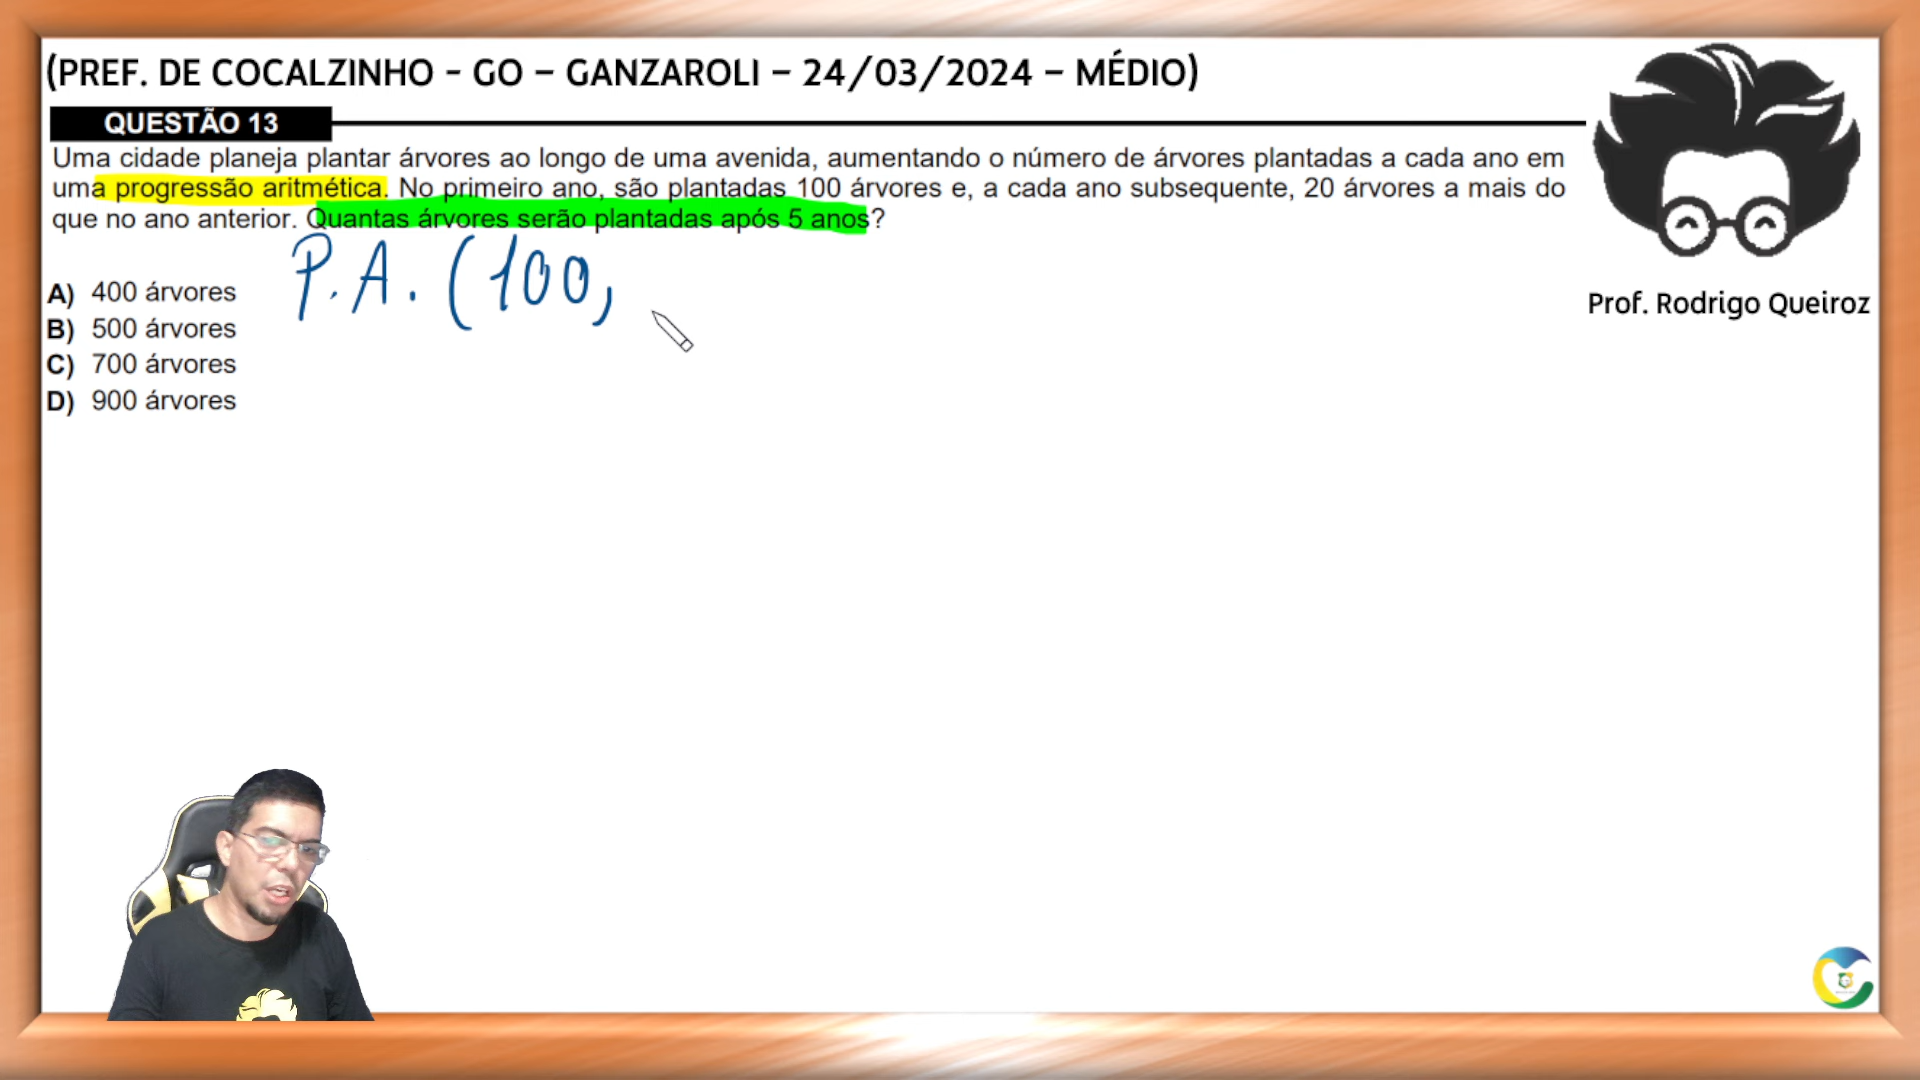 (PREF. DE COCALZINHO - GO – GANZAROLI – 24/03/2024 – MÉDIO)
QUESTÃO 13
Uma cidade planeja plantar árvores ao longo de uma avenida, aumentando o número de árvores plantadas a cada ano em
uma progressão aritmética. No primeiro ano, são plantadas 100 árvores e, a cada ano subsequente, 20 árvores a mais do
que no ano anterior. Quantas árvores serão plantadas após 5 anos?
P.A. (100,
A) 400 árvores
B) 500 árvores
C) 700 árvores
D) 900 árvores
Prof. Rodrigo Queiroz